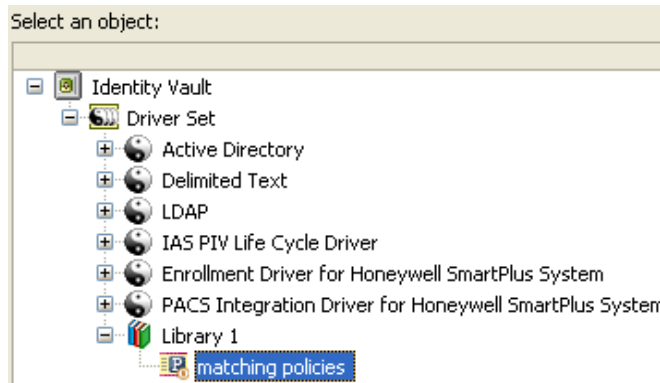 Select an object:
Identity Vault
Driver Set
Active Directory
Delimited Text
LDAP
IAS PIV Life Cycle Driver
Enrollment Driver for Honeywell SmartPlus System
PACS Integration Driver for Honeywell SmartPlus System
Library 1
matching policies